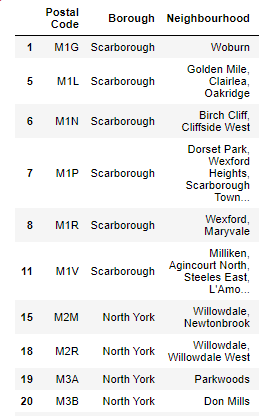 Postal Code Borough Neighbourhood
1 M1G Scarborough Woburn
5 M1L Scarborough Golden Mile,
Clairlea,
Oakridge
6 M1N Scarborough Birch Cliff,
Cliffside West
7 M1P Scarborough Dorset Park,
Wexford
Heights,
Scarborough
Town...
8 M1R Scarborough Wexford,
Maryvale
11 M1V Scarborough Milliken,
Agincourt North,
Steeles East,
L'Amo...
15 M2M North York Willowdale,
Newtonbrook
18 M2R North York Willowdale,
Willowdale West
19 M3A North York Parkwoods
20 M3B North York Don Mills